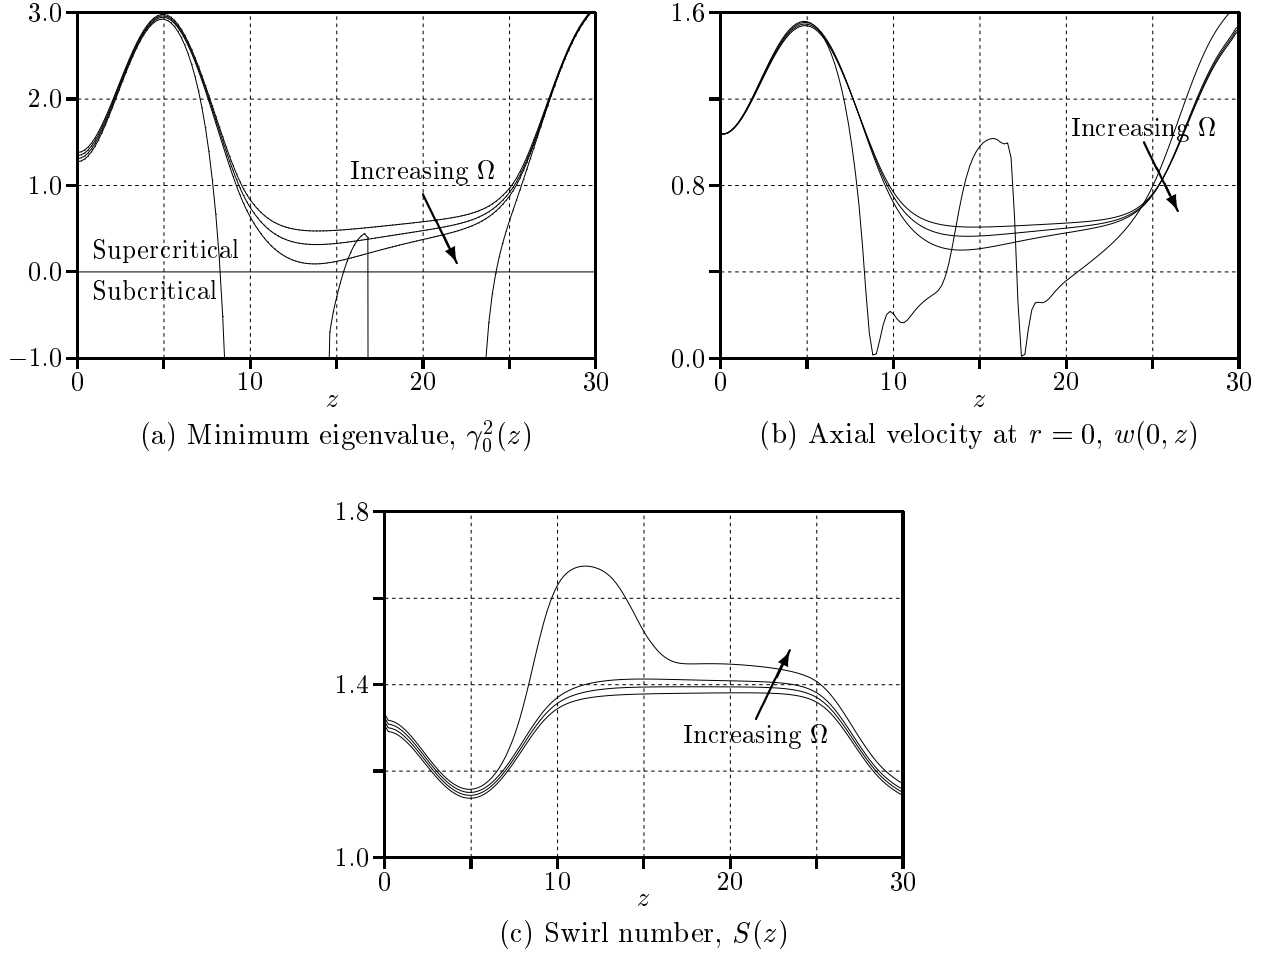 3.0
2.0
1.0
0.0
−1.0
Increasing Ω
Supercritical
Subcritical
0 10 20 30
z
(a) Minimum eigenvalue, γ₀²(z)
1.6
0.8
0.0
Increasing Ω
0 10 20 30
z
(b) Axial velocity at r = 0, w(0, z)
1.8
1.4
1.0
Increasing Ω
0 10 20 30
z
(c) Swirl number, S(z)